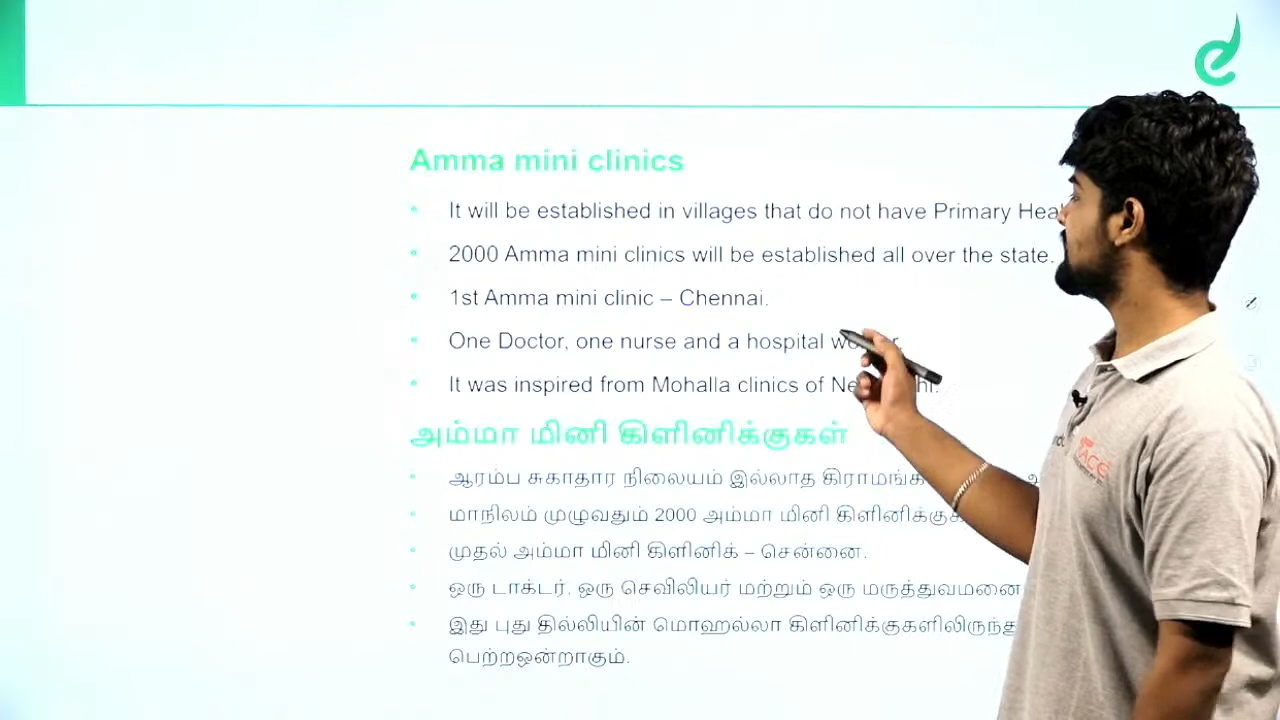 Amma mini clinics
• It will be established in villages that do not have Primary
• 2000 Amma mini clinics will be established all over the state.
• 1st Amma mini clinic – Chennai.
• One Doctor, one nurse and a hospital
• It was inspired from Mohalla clinics of
அம்மா மினி கிளினிக்குகள்
• ஆரம்ப சுகாதார நிலையம் இல்லாத
• மாநிலம் முழுவதும் 2000 அம்மா மினி
• முதல் அம்மா மினி கிளினிக் – சென்னை.
• ஒரு டாக்டர், ஒரு செவிலியர் மற்றும் ஒரு மருத்துவமனை
• இது புது தில்லியின் மொஹல்லா கிளினிக்குகளிலிருந்து
பெற்றஒன்றாகும்.